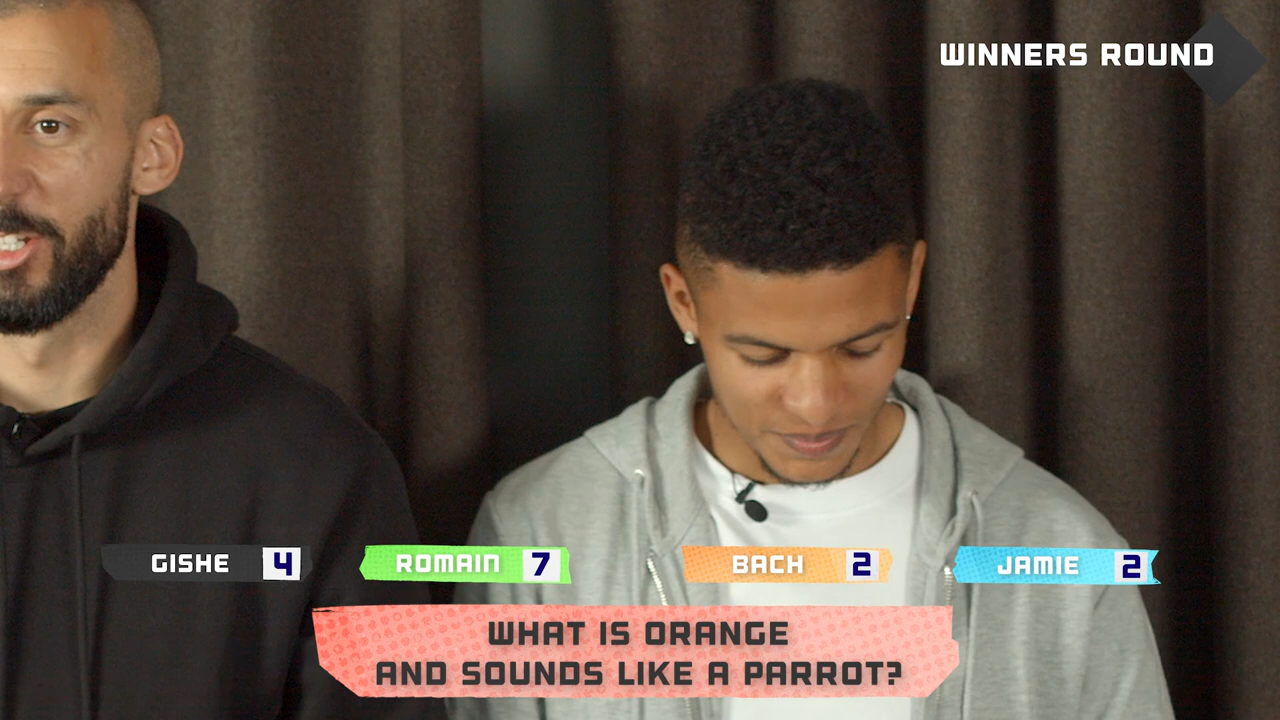 WINNERS ROUND
GISHE 4 ROMAIN 7 BACH 2 JAMIE 2
WHAT IS ORANGE
AND SOUNDS LIKE A PARROT?